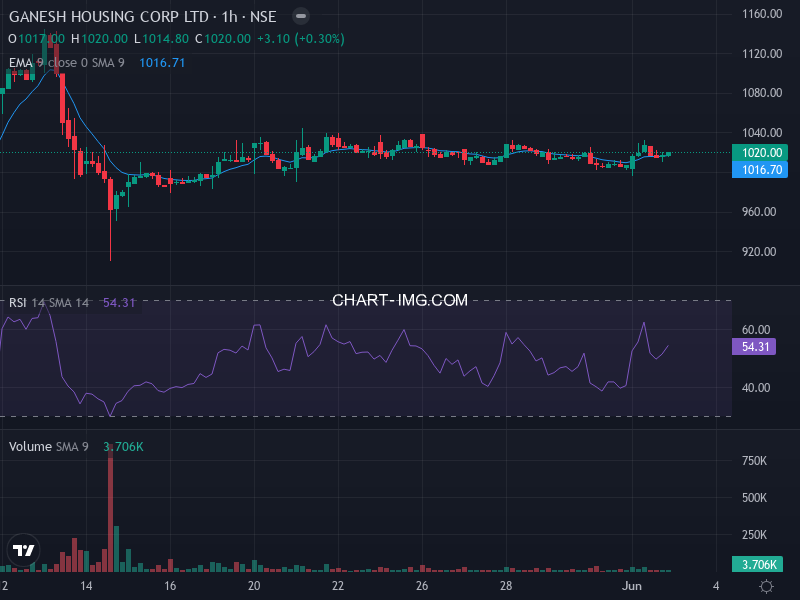 GANESH HOUSING CORP LTD · 1h · NSE
O1017.00 H1020.00 L1014.80 C1020.00 +3.10 (+0.30%)
EMA 9 close 0 SMA 9 1016.71
1160.00
1120.00
1080.00
1040.00
1020.00
1016.70
960.00
920.00
RSI 14 SMA 14 54.31
CHART-IMG.COM
60.00
54.31
40.00
Volume SMA 9 3.706K
750K
500K
250K
3.706K
2 14 16 20 22 26 28 Jun 4